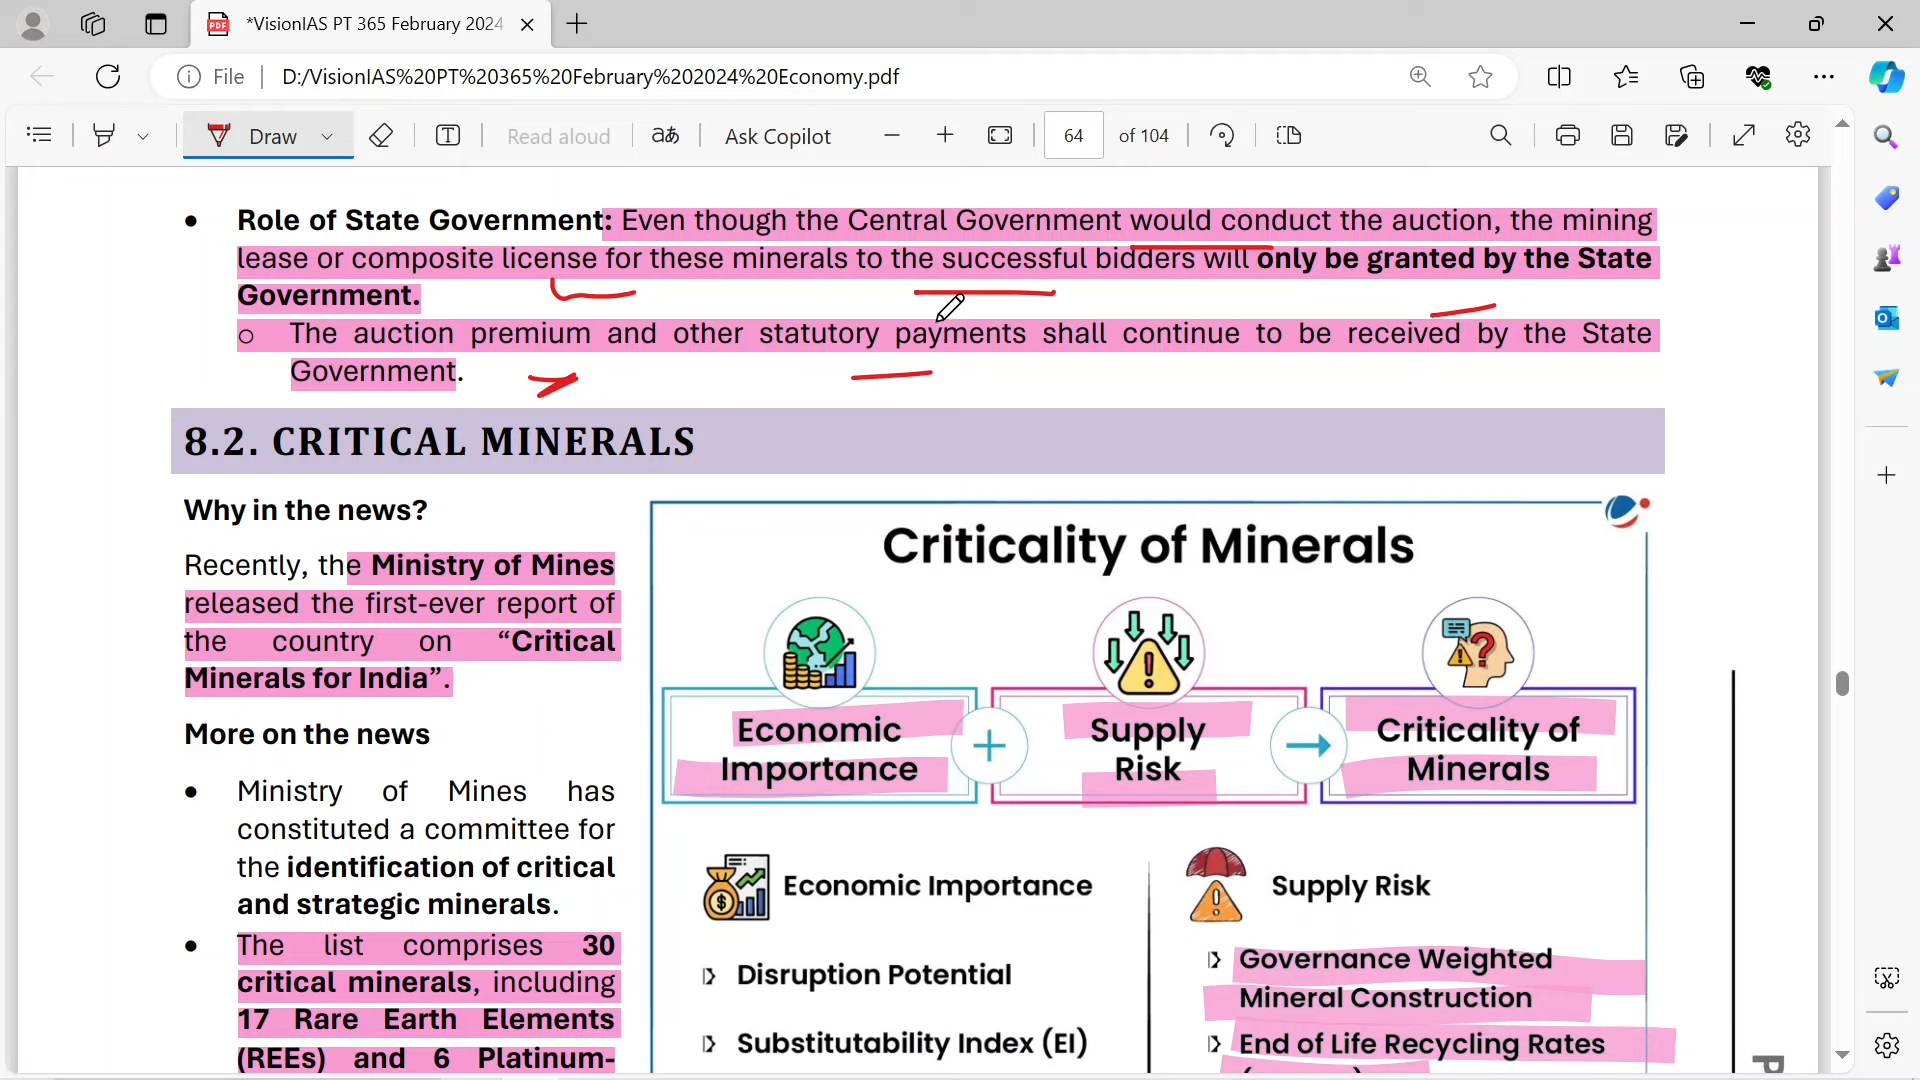 *VisionIAS PT 365 February 2024
File
D:/VisionIAS%20PT%20365%20February%202024%20Economy.pdf
Draw
Read aloud
aあ
Ask Copilot
64
of 104
• Role of State Government: Even though the Central Government would conduct the auction, the mining
lease or composite license for these minerals to the successful bidders will only be granted by the State
Government.
o The auction premium and other statutory payments shall continue to be received by the State
Government.
8.2. CRITICAL MINERALS
Why in the news?
Recently, the Ministry of Mines
released the first-ever report of
the country on “Critical
Minerals for India”.
More on the news
• Ministry of Mines has
constituted a committee for
the identification of critical
and strategic minerals.
• The list comprises 30
critical minerals, including
17 Rare Earth Elements
(REEs) and 6 Platinum-
Criticality of Minerals
Economic
Importance
+
Supply
Risk
Criticality of
Minerals
Economic Importance
Disruption Potential
Substitutability Index (EI)
Supply Risk
Governance Weighted
Mineral Construction
End of Life Recycling Rates
P